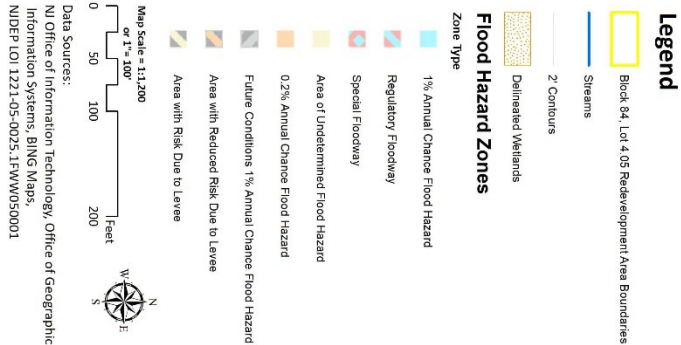 Legend
Block 84, Lot 4.05 Redevelopment Area Boundaries
Streams
2' Contours
Delineated Wetlands
Flood Hazard Zones
Zone Type
1% Annual Chance Flood Hazard
Regulatory Floodway
Special Floodway
Area of Undetermined Flood Hazard
0.2% Annual Chance Flood Hazard
Future Conditions 1% Annual Chance Flood Hazard
Area with Reduced Risk Due to Levee
Area with Risk Due to Levee
Map Scale = 1:1,200
or 1"= 100'
0 50 100 200
Feet
N
W E
S
Data Sources:
NJ Office of Information Technology, Office of Geographic
Information Systems, BING Maps,
NJDEP LOI 1221-05-0025.1FWW050001